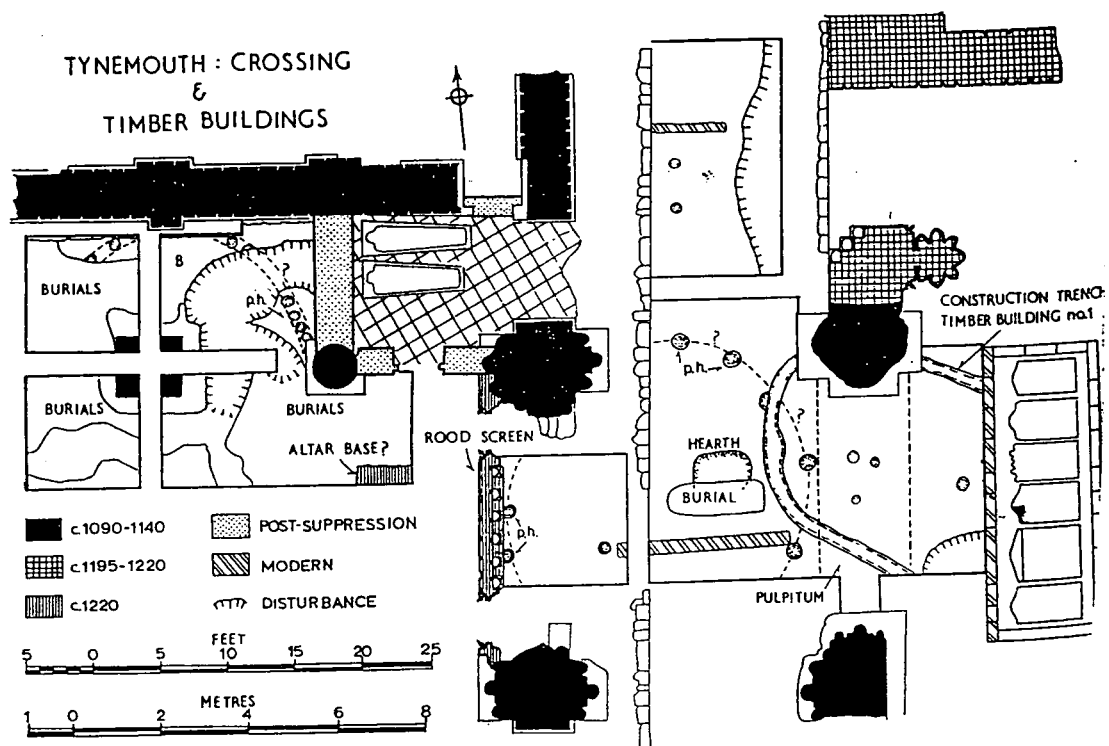 TYNEMOUTH : CROSSING
&
TIMBER BUILDINGS
BURIALS
B
?
p.h.
BURIALS
BURIALS
ALTAR BASE?
ROOD SCREEN
p.h.
?
p.h.
?
HEARTH
BURIAL
CONSTRUCTION TRENCH
TIMBER BUILDING no.1
PULPITUM
c.1090-1140
c.1195-1220
c.1220
POST-SUPPRESSION
MODERN
DISTURBANCE
FEET
5 0 5 10 15 20 25
METRES
1 0 2 4 6 8